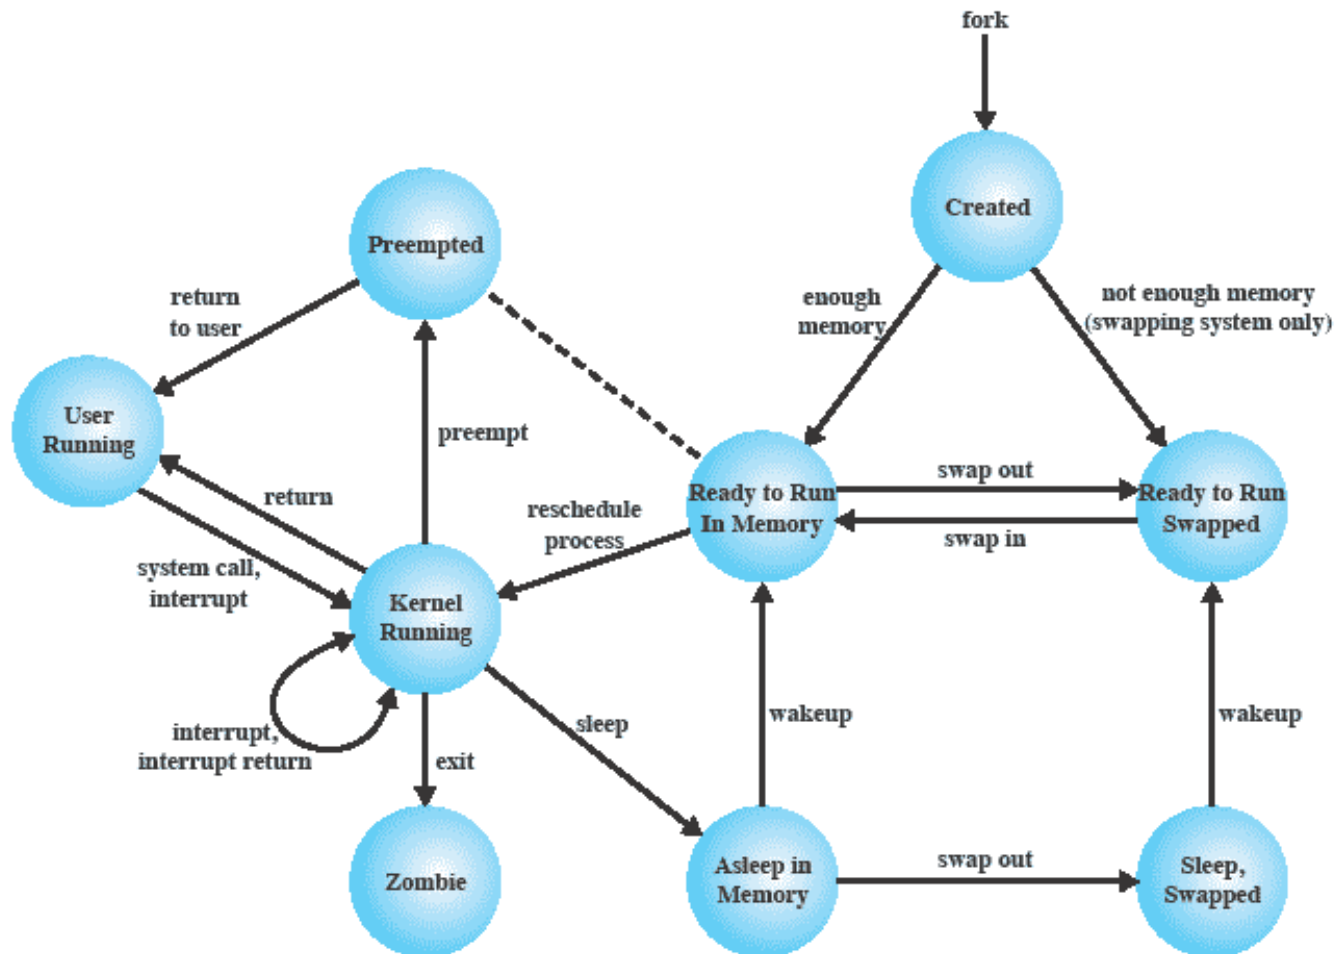 fork
Created
Preempted
enough
memory
not enough memory
(swapping system only)
return
to user
User
Running
preempt
return
Ready to Run
In Memory
swap out
swap in
Ready to Run
Swapped
reschedule
process
system call,
interrupt
Kernel
Running
interrupt,
interrupt return
sleep
exit
wakeup
wakeup
Zombie
Asleep in
Memory
swap out
Sleep,
Swapped